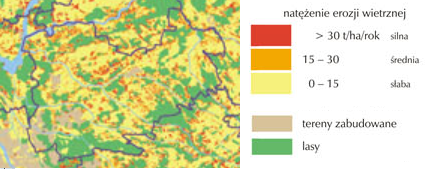 natężenie erozji wietrznej
> 30 t/ha/rok silna
15 – 30 średnia
0 – 15 słaba
tereny zabudowane
lasy